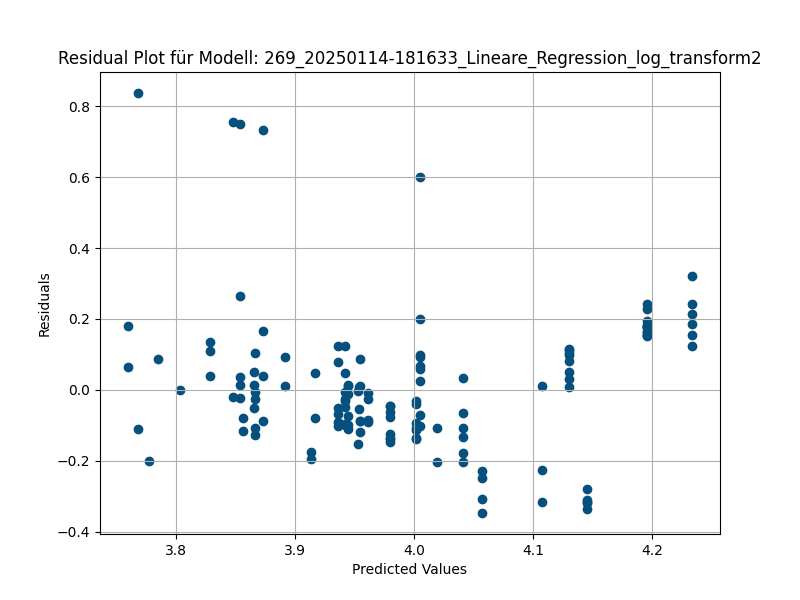 Residual Plot für Modell: 269_20250114-181633_Lineare_Regression_log_transform2
0.8
0.6
0.4
0.2
0.0
−0.2
−0.4
Residuals
3.8 3.9 4.0 4.1 4.2
Predicted Values